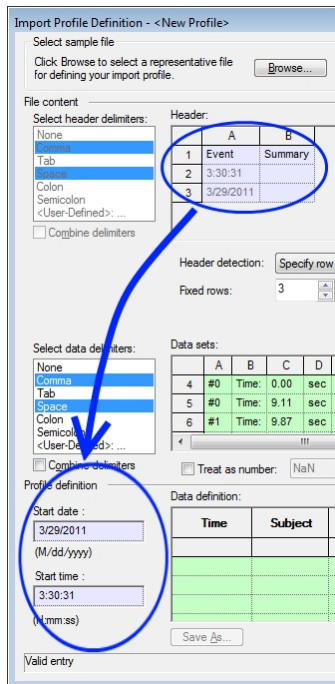 Import Profile Definition - <New Profile>
Select sample file
Click Browse to select a representative file
for defining your import profile.
Browse...
File content
Select header delimiters:
None
Comma
Tab
Space
Colon
Semicolon
<User-Defined>: ...
Combine delimiters
Header:
A B
1 Event Summary
2 3:30:31
3 3/29/2011
Header detection: Specify row
Fixed rows: 3
Select data delimiters:
None
Comma
Tab
Space
Colon
Semicolon
<User-Defined>: ...
Combine delimiters
Data sets:
A B C D
4 #0 Time: 0.00 sec
5 #0 Time: 9.11 sec
6 #1 Time: 9.87 sec
Treat as number: NaN
Profile definition
Start date :
3/29/2011
(M/dd/yyyy)
Start time :
3:30:31
(H:mm:ss)
Data definition:
Time Subject
Save As...
Valid entry